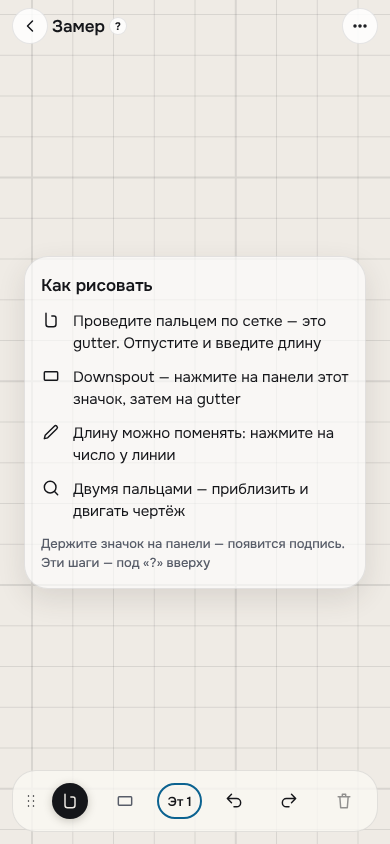 Замер ?
Как рисовать
Проведите пальцем по сетке — это
gutter. Отпустите и введите длину
Downspout — нажмите на панели этот
значок, затем на gutter
Длину можно поменять: нажмите на
число у линии
Двумя пальцами — приблизить и
двигать чертёж
Держите значок на панели — появится подпись.
Эти шаги — под «?» вверху
Эт 1